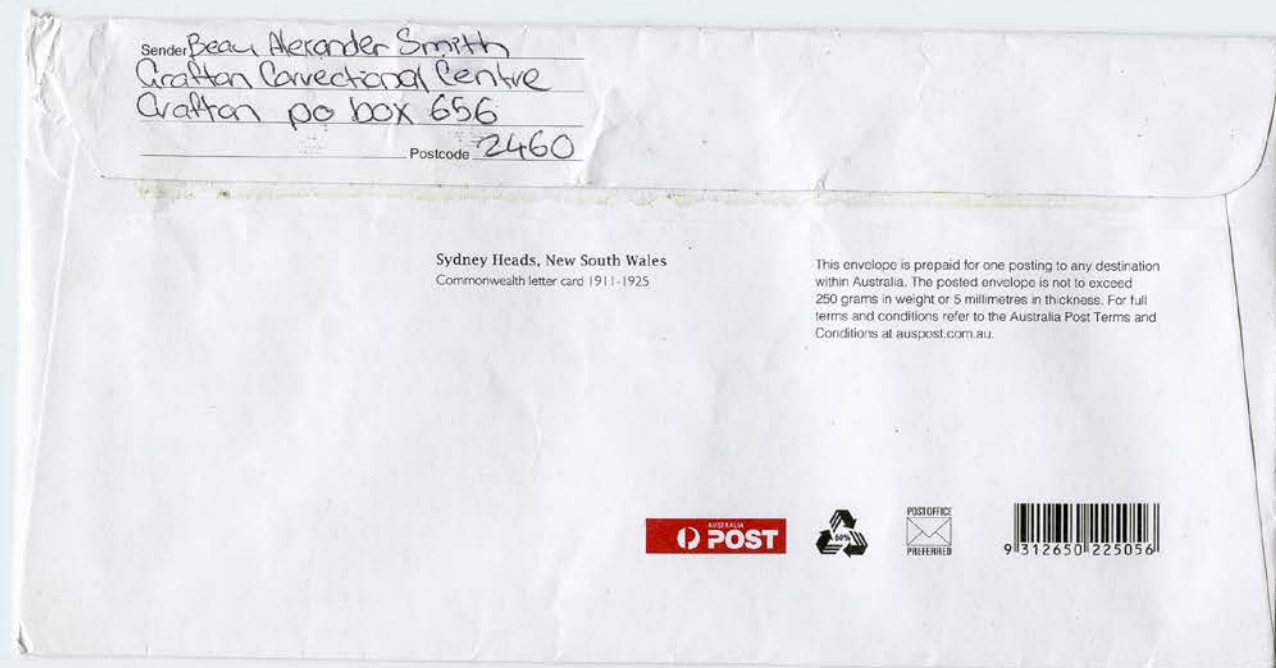 Sender Beau Alexander Smith
Grafton Correctional Centre
Grafton po box 656
Postcode 2460
Sydney Heads, New South Wales
Commonwealth letter card 1911-1925
This envelope is prepaid for one posting to any destination
within Australia. The posted envelope is not to exceed
250 grams in weight or 5 millimetres in thickness. For full
terms and conditions refer to the Australia Post Terms and
Conditions at auspost.com.au.
AUSTRALIA
POST
60%
POST OFFICE
PREFERRED
9 312650 225056